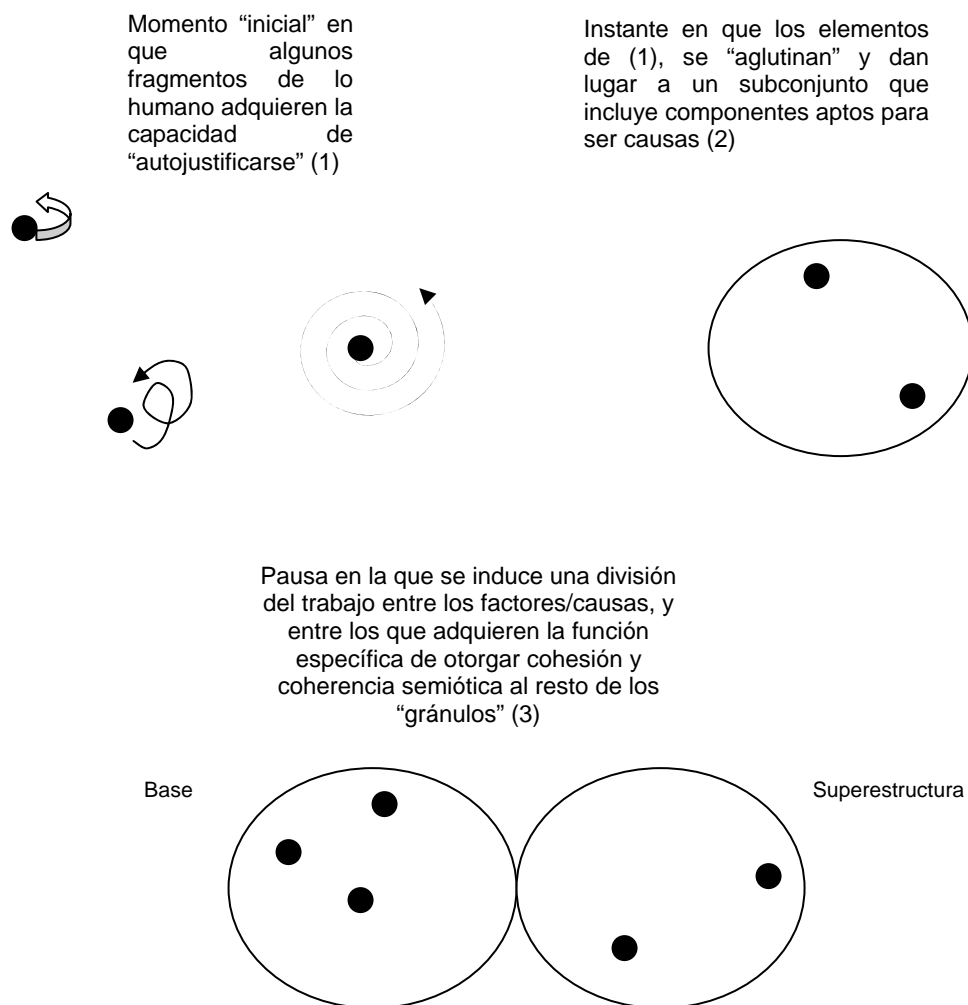 Momento “inicial” en
que algunos
fragmentos de lo
humano adquieren la
capacidad de
“autojustificarse” (1)
Instante en que los elementos
de (1), se “aglutinan” y dan
lugar a un subconjunto que
incluye componentes aptos para
ser causas (2)
Pausa en la que se induce una división
del trabajo entre los factores/causas, y
entre los que adquieren la función
específica de otorgar cohesión y
coherencia semiótica al resto de los
“gránulos” (3)
Base
Superestructura